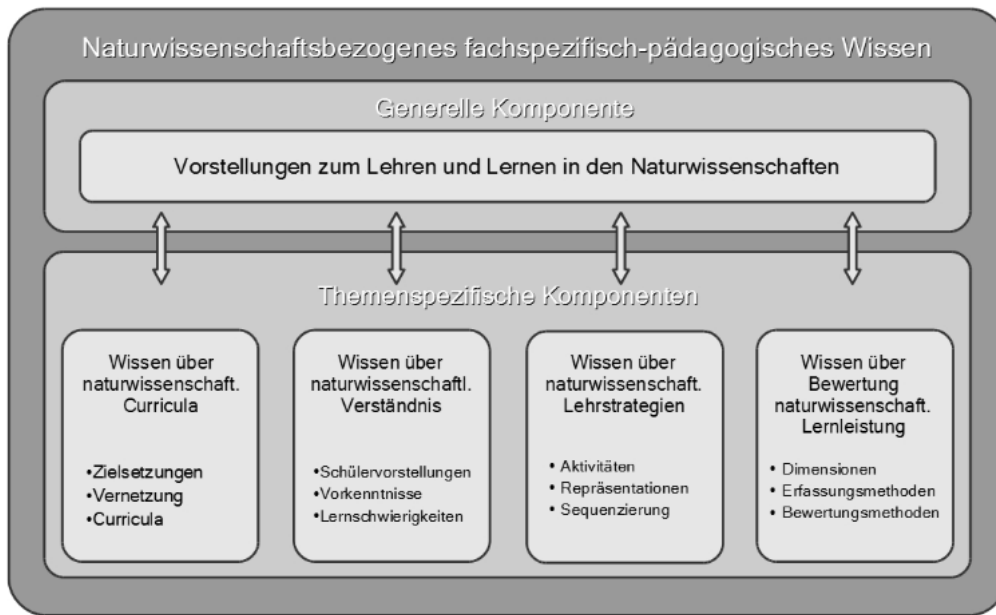 Naturwissenschaftsbezogenes fachspezifisch-pädagogisches Wissen
Generelle Komponente
Vorstellungen zum Lehren und Lernen in den Naturwissenschaften
Themenspezifische Komponenten
Wissen über
naturwissenschaft.
Curricula
•Zielsetzungen
•Vernetzung
•Curricula
Wissen über
naturwissenschaftl.
Verständnis
•Schülervorstellungen
•Vorkenntnisse
•Lernschwierigkeiten
Wissen über
naturwissenschaft.
Lehrstrategien
• Aktivitäten
• Repräsentationen
• Sequenzierung
Wissen über
Bewertung
naturwissenschaft.
Lernleistung
• Dimensionen
• Erfassungsmethoden
• Bewertungsmethoden